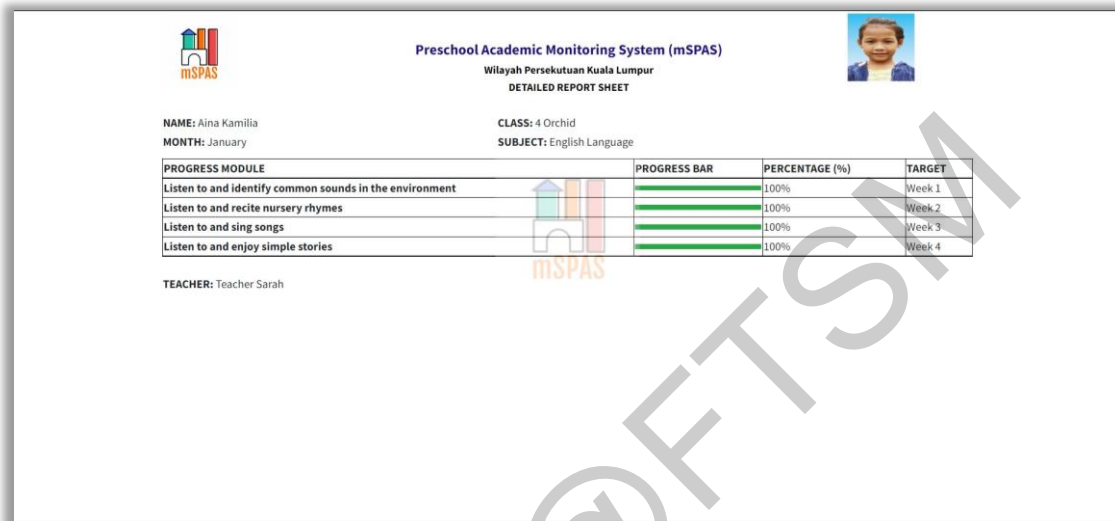 mSPAS
Preschool Academic Monitoring System (mSPAS)
Wilayah Persekutuan Kuala Lumpur
DETAILED REPORT SHEET
NAME: Aina Kamilia CLASS: 4 Orchid
MONTH: January SUBJECT: English Language
PROGRESS MODULE PROGRESS BAR PERCENTAGE (%) TARGET
Listen to and identify common sounds in the environment 100% Week 1
Listen to and recite nursery rhymes 100% Week 2
Listen to and sing songs 100% Week 3
Listen to and enjoy simple stories 100% Week 4
mSPAS
TEACHER: Teacher Sarah
@FTSM